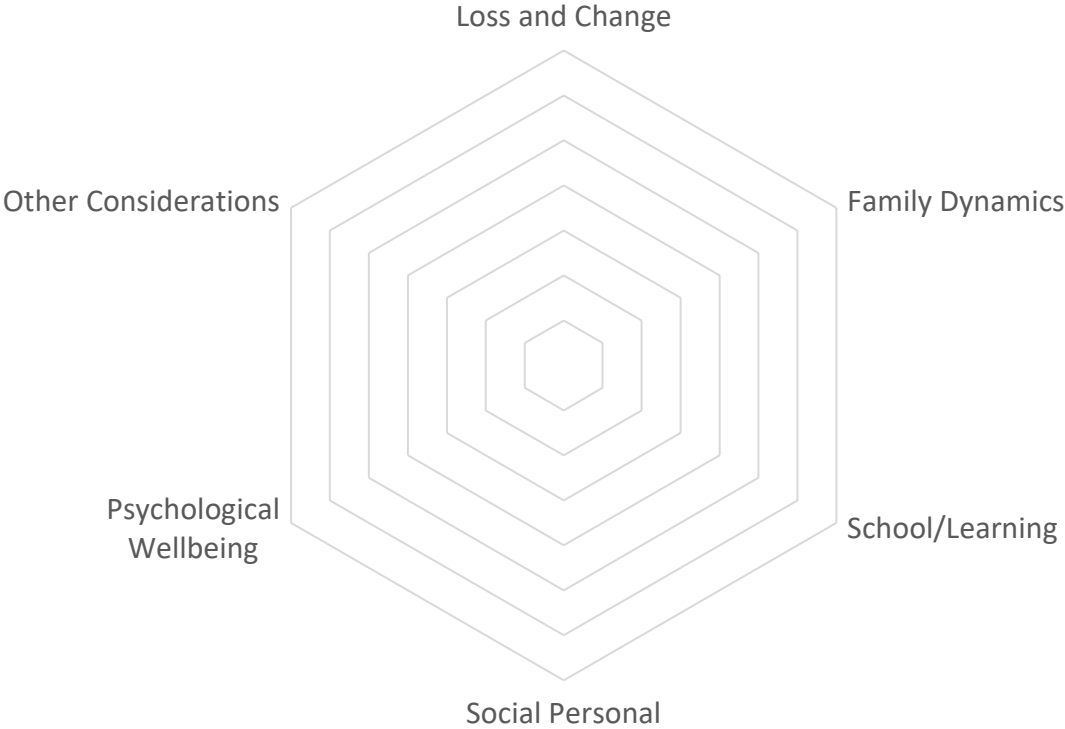 Loss and Change
Other Considerations
Family Dynamics
Psychological
Wellbeing
School/Learning
Social Personal